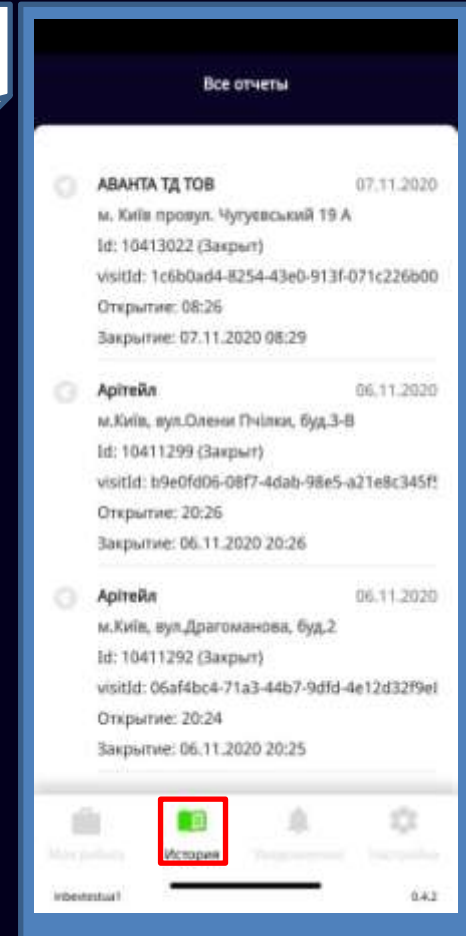 Все отчеты
АВАНТА ТД ТОВ 07.11.2020
м. Київ провул. Чугуєвський 19 А
Id: 10413022 (Закрыт)
visitId: 1c6b0ad4-8254-43e0-913f-071c226b00
Открытие: 08:26
Закрытие: 07.11.2020 08:29
Арітейл 06.11.2020
м.Київ, вул.Олени Пчілки, буд.3-В
Id: 10411299 (Закрыт)
visitId: b9e0fd06-08f7-4dab-98e5-a21e8c345f
Открытие: 20:26
Закрытие: 06.11.2020 20:26
Арітейл 06.11.2020
м.Київ, вул.Драгоманова, буд.2
Id: 10411292 (Закрыт)
visitId: 06af4bc4-71a3-44b7-9dfd-4e12d32f9e
Открытие: 20:24
Закрытие: 06.11.2020 20:25
История
0.4.2